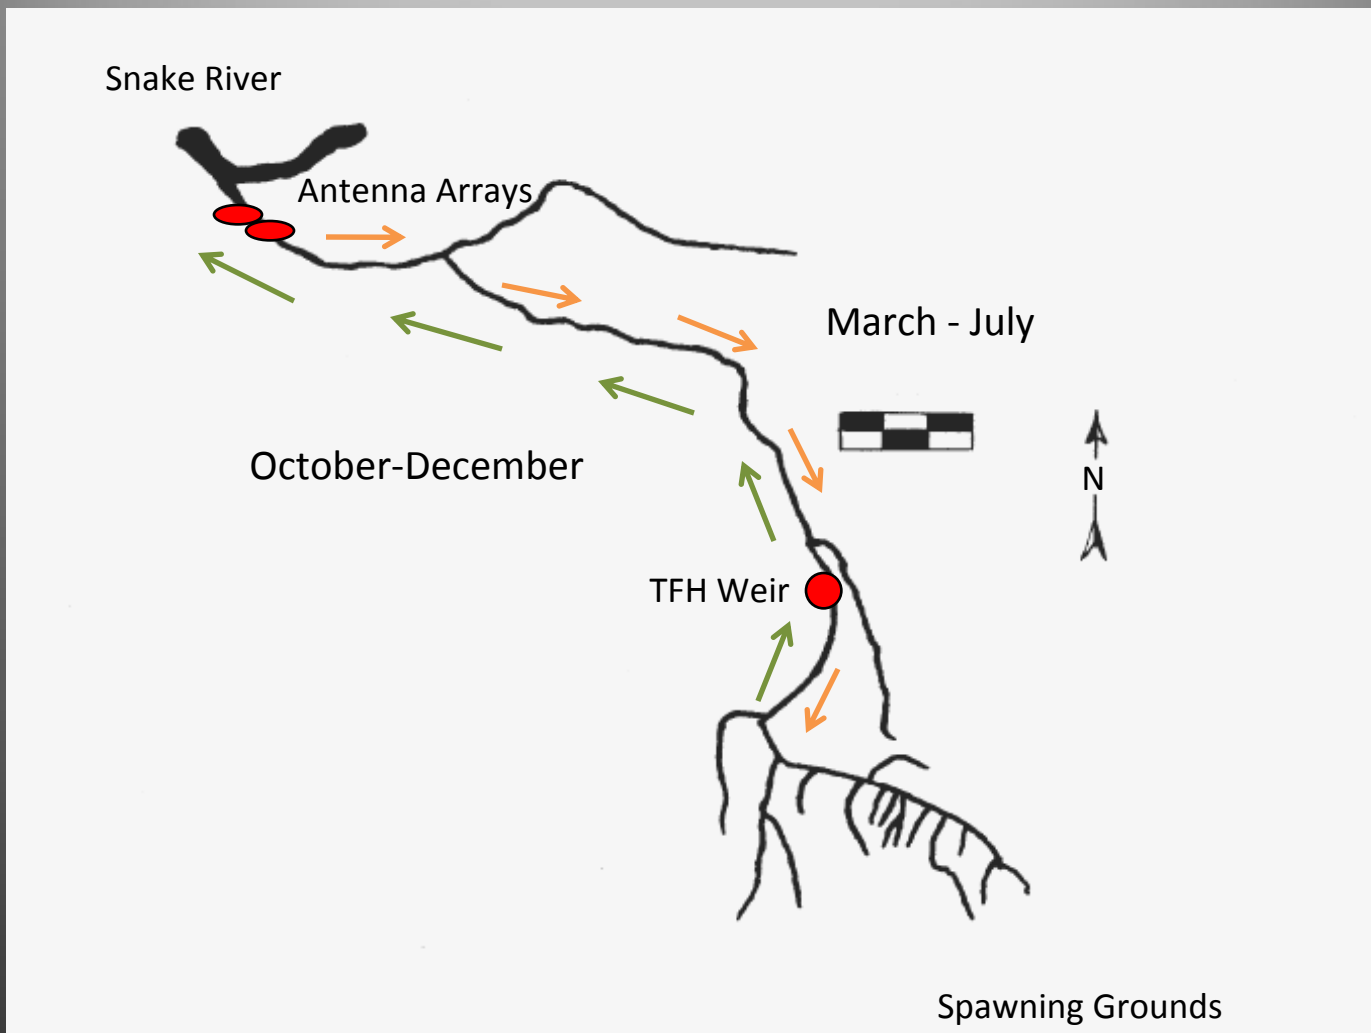 Snake River
Antenna Arrays
March - July
October-December
N
TFH Weir
Spawning Grounds